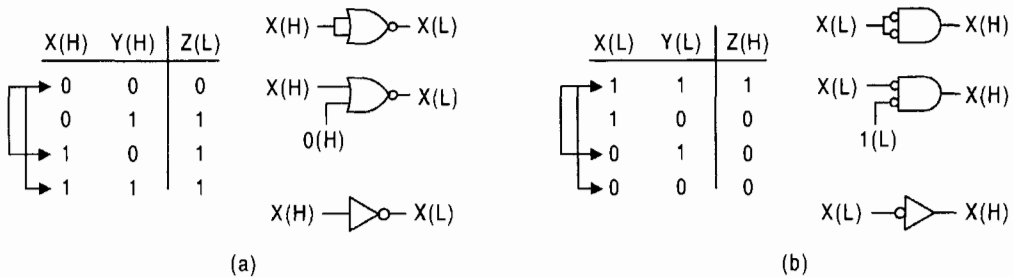 X(H) Y(H) Z(L)
0 0 0
0 1 1
1 0 1
1 1 1
X(H) X(L)
X(H) X(L)
0(H)
X(H) X(L)
(a)
X(L) Y(L) Z(H)
1 1 1
1 0 0
0 1 0
0 0 0
X(L) X(H)
X(L) X(H)
1(L)
X(L) X(H)
(b)